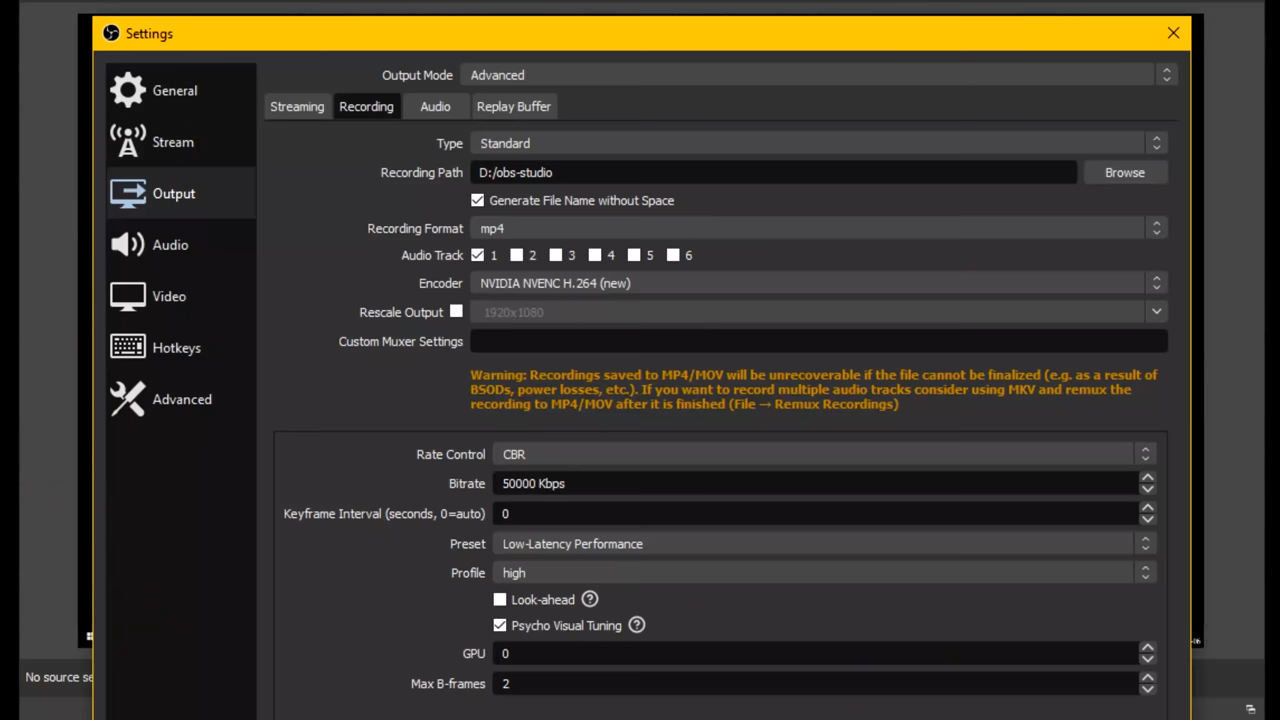 Settings
General
Stream
Output
Audio
Video
Hotkeys
Advanced
Output Mode Advanced
Streaming Recording Audio Replay Buffer
Type Standard
Recording Path D:/obs-studio Browse
Generate File Name without Space
Recording Format mp4
Audio Track 1 2 3 4 5 6
Encoder NVIDIA NVENC H.264 (new)
Rescale Output 1920x1080
Custom Muxer Settings
Warning: Recordings saved to MP4/MOV will be unrecoverable if the file cannot be finalized (e.g. as a result of
BSODs, power losses, etc.). If you want to record multiple audio tracks consider using MKV and remux the
recording to MP4/MOV after it is finished (File → Remux Recordings)
Rate Control CBR
Bitrate 50000 Kbps
Keyframe Interval (seconds, 0=auto) 0
Preset Low-Latency Performance
Profile high
Look-ahead ?
Psycho Visual Tuning ?
GPU 0
Max B-frames 2
No source se